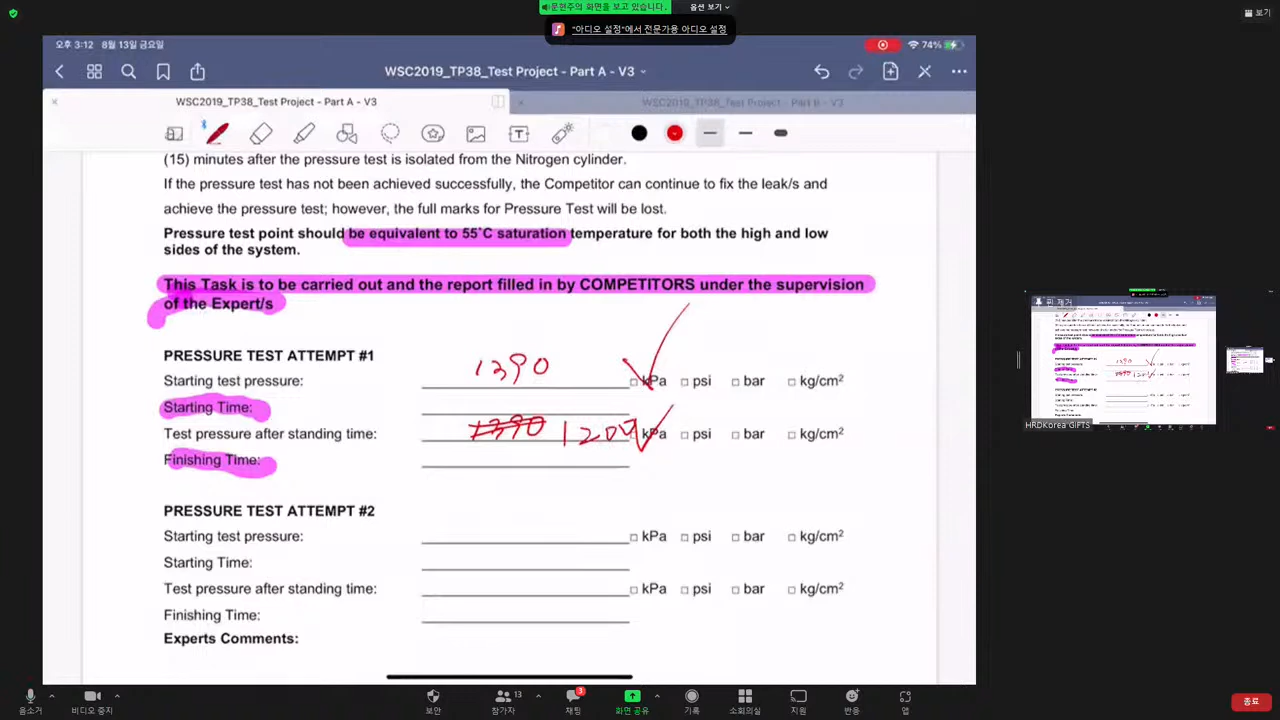 문현주의 화면을 보고 있습니다.
옵션 보기
"아디오 설정"에서 전문가용 아디오 설정
보기
오후 3:12 8월 13일 금요일
74%
WSC2019_TP38_Test Project - Part A - V3
WSC2019_TP38_Test Project - Part A - V3
WSC2019_TP38_Test Project - Part B - V3
(15) minutes after the pressure test is isolated from the Nitrogen cylinder.
If the pressure test has not been achieved successfully, the Competitor can continue to fix the leak/s and
achieve the pressure test; however, the full marks for Pressure Test will be lost.
Pressure test point should be equivalent to 55˚C saturation temperature for both the high and low
sides of the system.
This Task is to be carried out and the report filled in by COMPETITORS under the supervision
of the Expert/s
PRESSURE TEST ATTEMPT #1
Starting test pressure: 1390 kPa psi bar kg/cm²
Starting Time:
Test pressure after standing time: 1390 1200 kPa psi bar kg/cm²
Finishing Time:
PRESSURE TEST ATTEMPT #2
Starting test pressure: kPa psi bar kg/cm²
Starting Time:
Test pressure after standing time: kPa psi bar kg/cm²
Finishing Time:
Experts Comments:
핀 제거
HRDKorea GIFTS
음소거
비디오 중지
보안
13
참가자
3
채팅
화면 공유
기록
소회의실
지원
반응
앱
종료